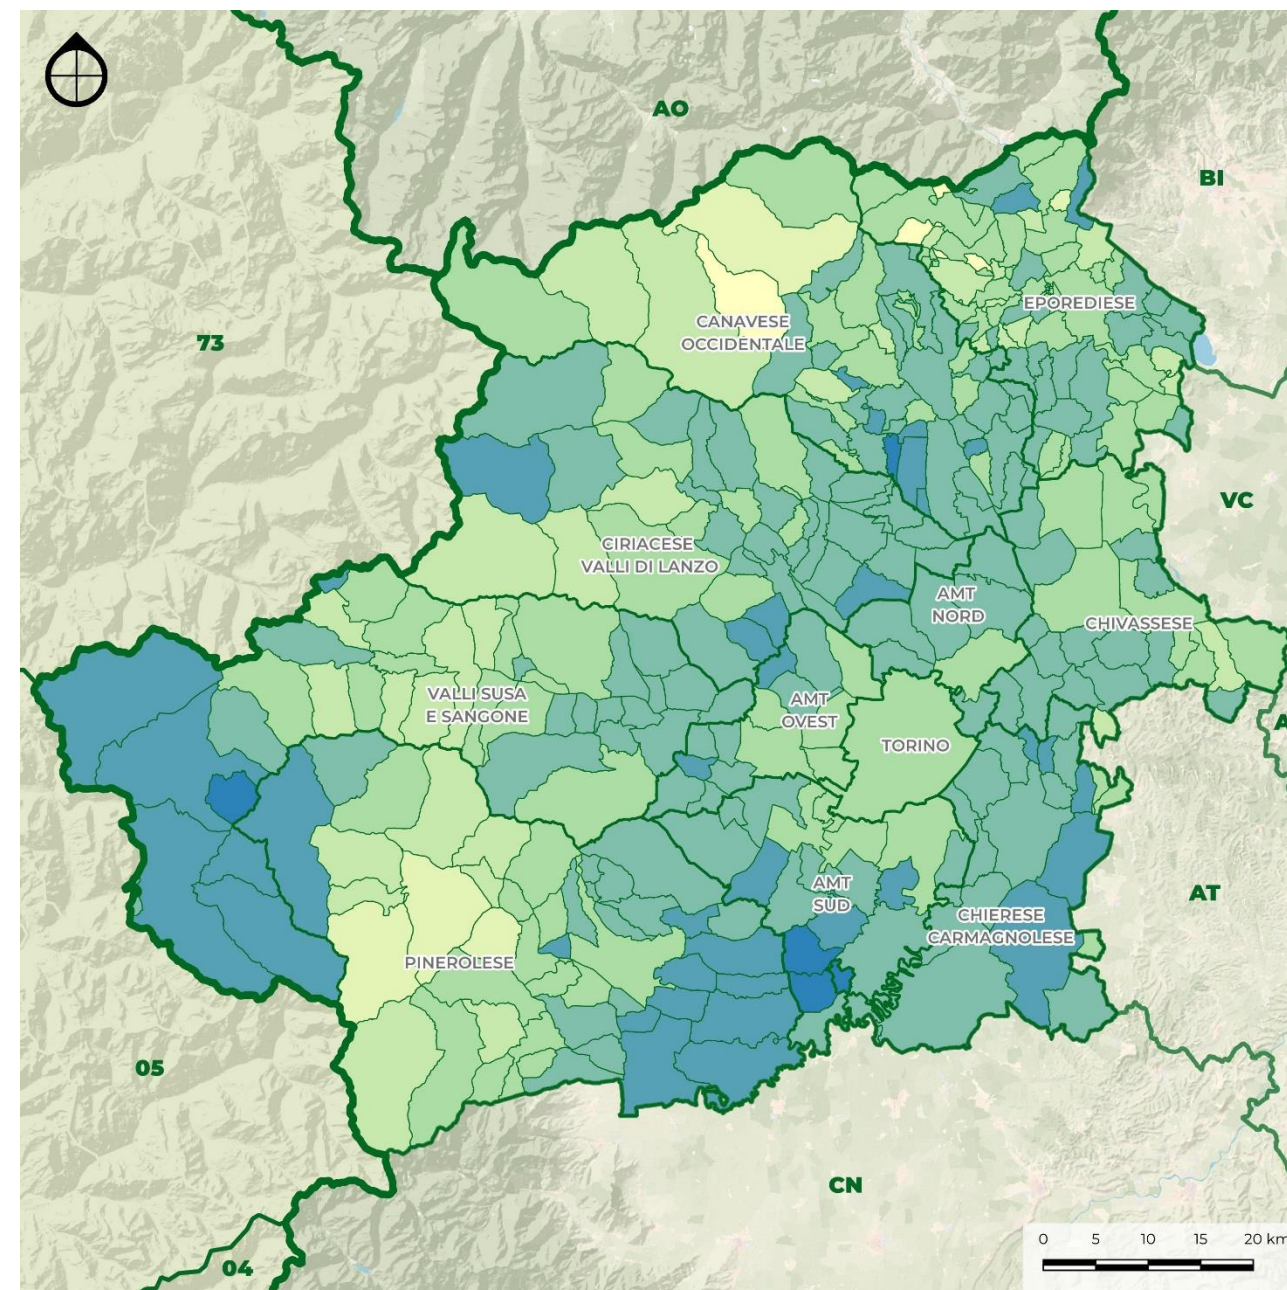 AO
BI
73
CANAVESE
OCCIDENTALE
EPOREDIESE
VC
CIRIACESE
VALLI DI LANZO
AMT
NORD
CHIVASSESE
VALLI SUSA
E SANGONE
AMT
OVEST
TORINO
A
AMT
SUD
AT
CHIERESE
CARMAGNOLESE
PINEROLESE
05
CN
04
0 5 10 15 20 km